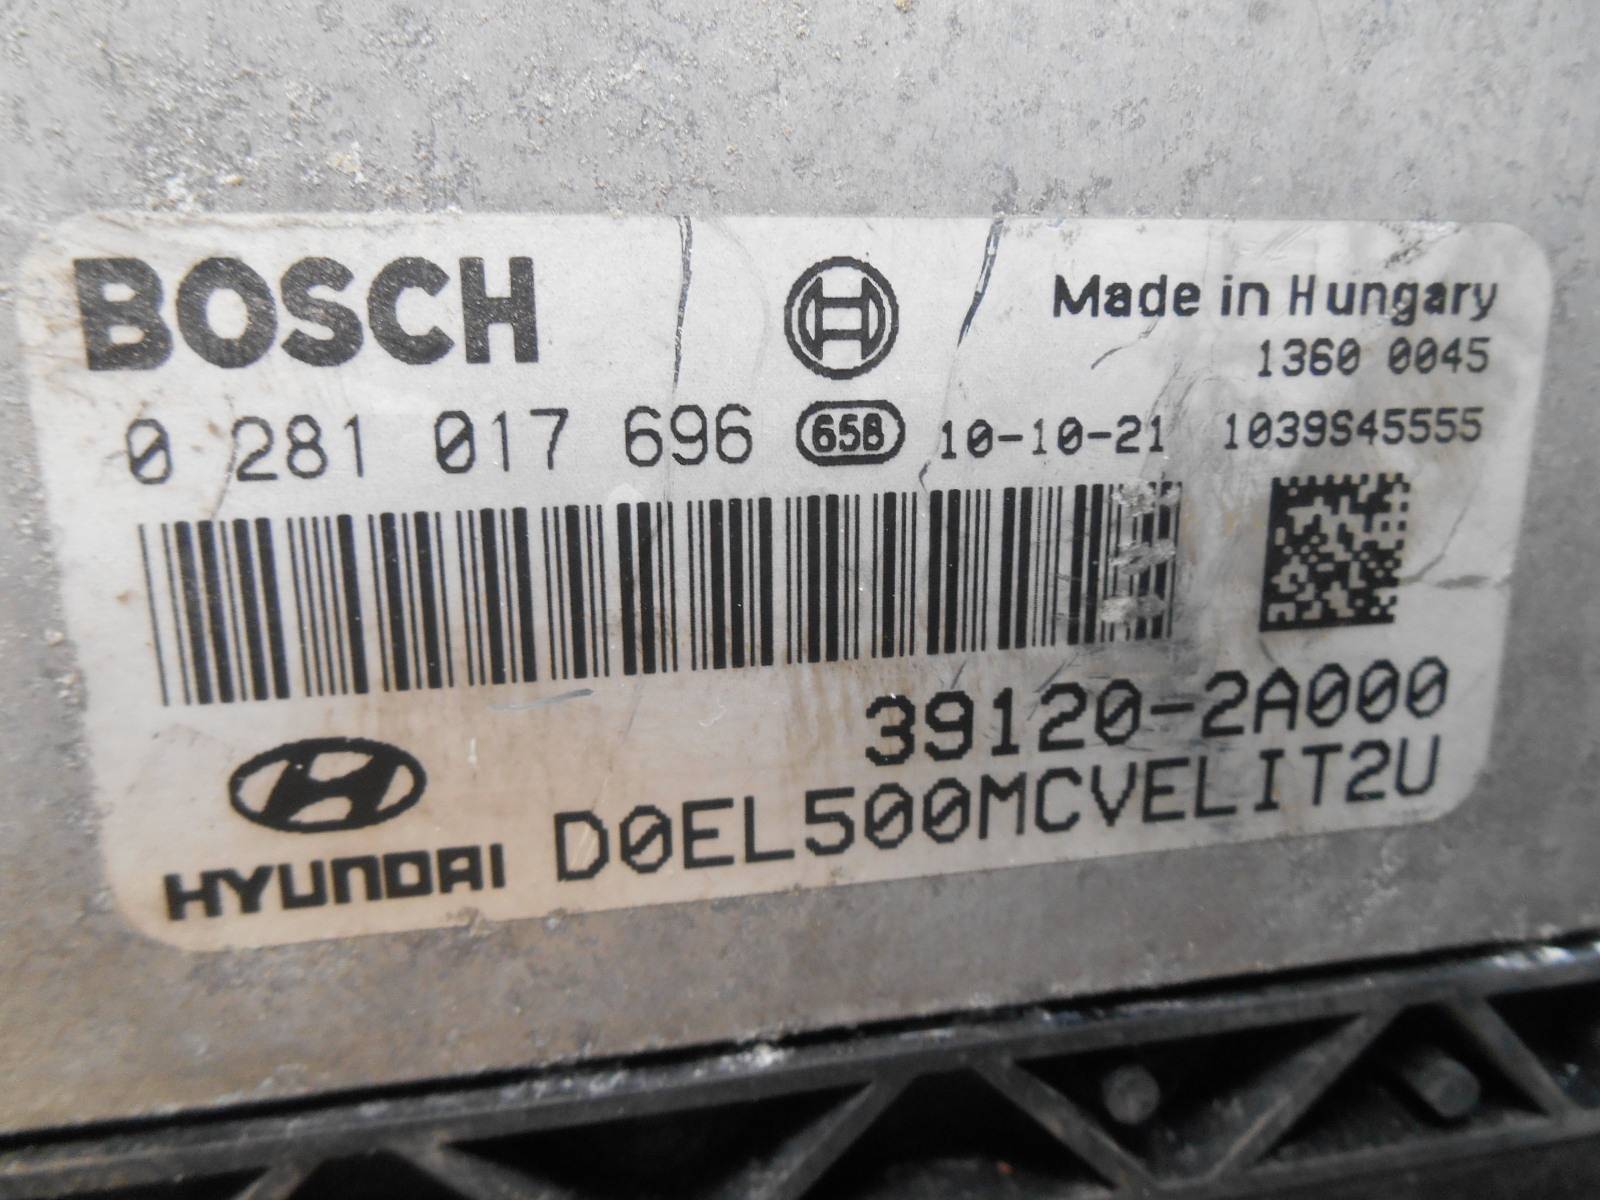 BOSCH
Made in Hungary
1360 0045
0 281 017 696 658 10-10-21 1039S45555
39120-2A000
HYUNDAI D0EL500MCVELIT2U